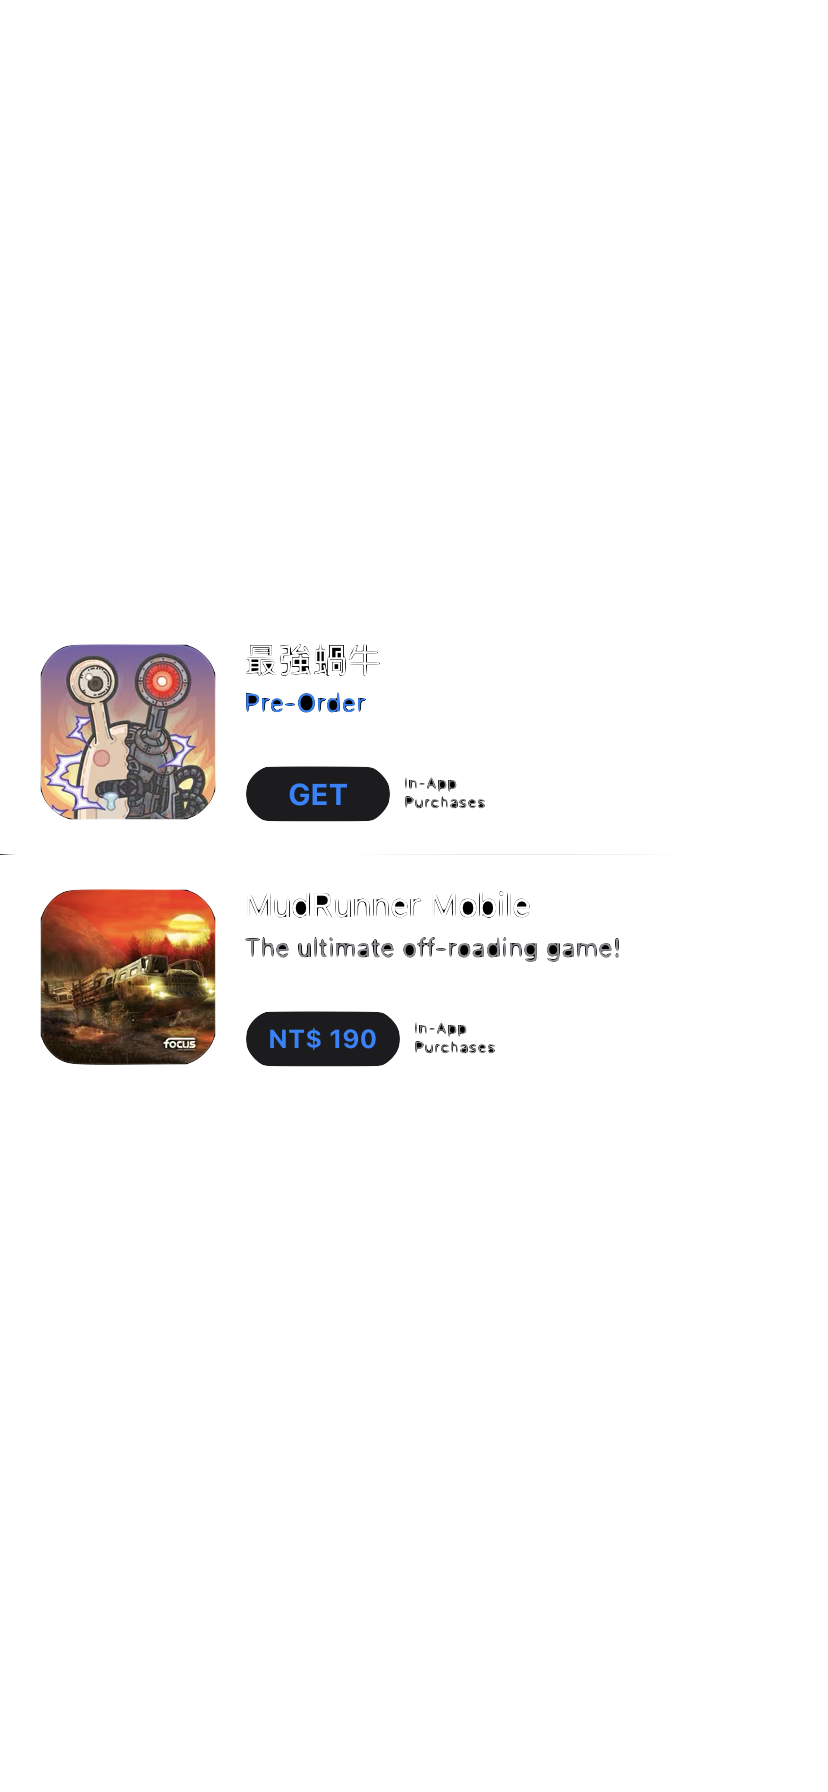 最強蝸牛
Pre-Order
GET
In-App
Purchases
MudRunner Mobile
The ultimate off-roading game!
focus
NT$ 190
In-App
Purchases